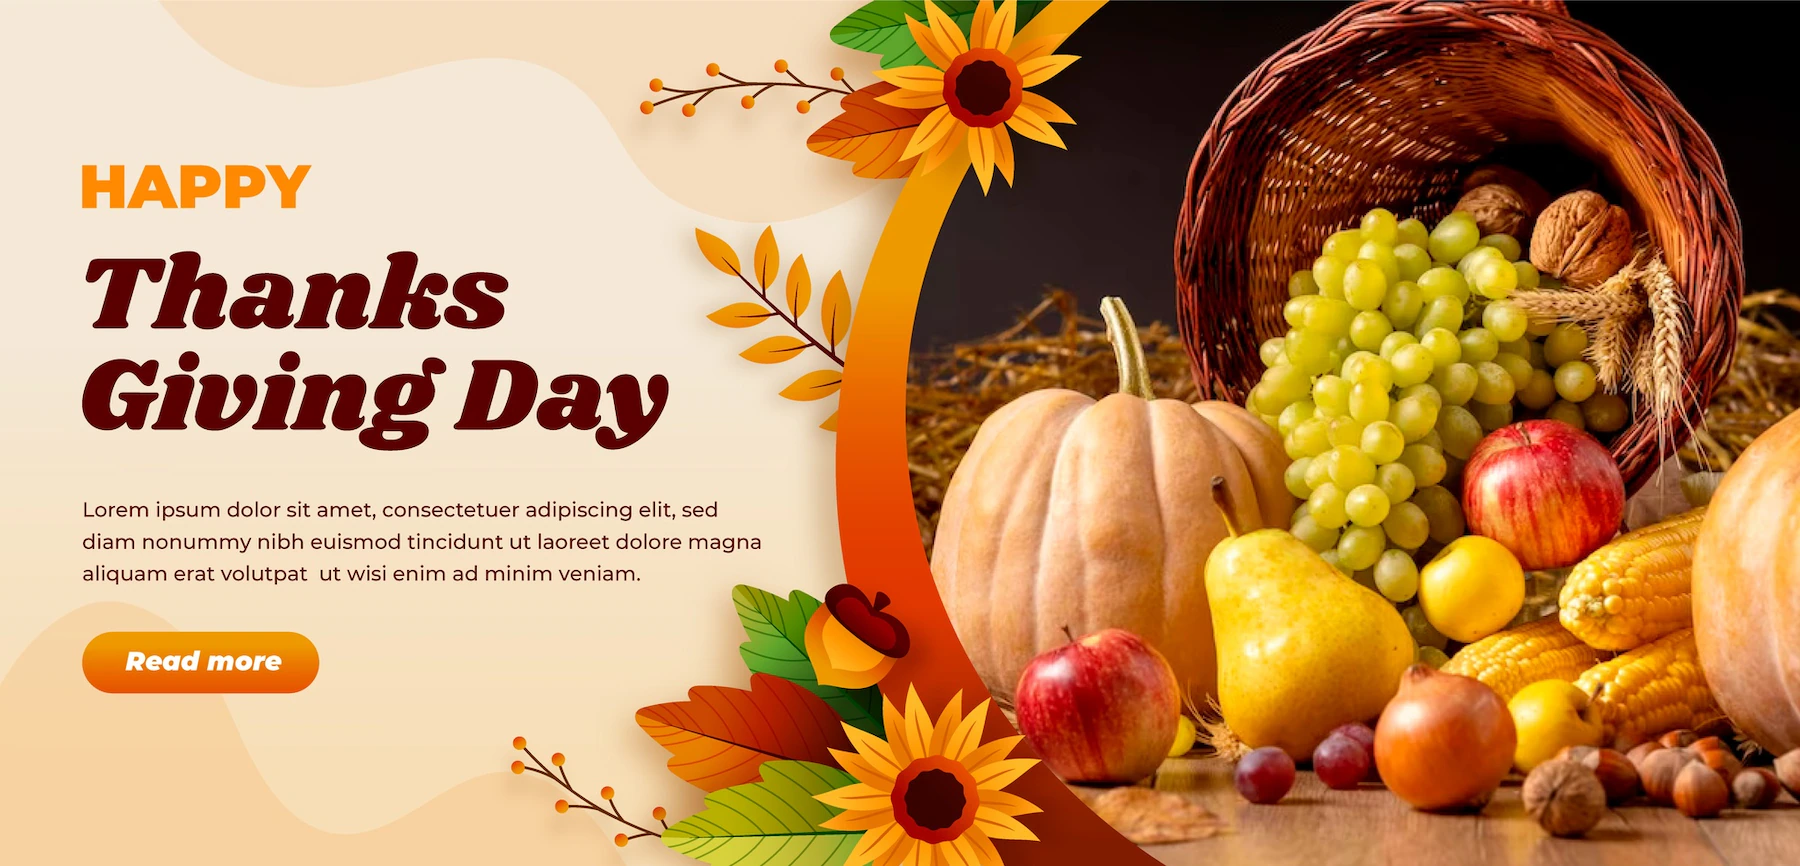 HAPPY
Thanks
Giving Day
Lorem ipsum dolor sit amet, consectetuer adipiscing elit, sed
diam nonummy nibh euismod tincidunt ut laoreet dolore magna
aliquam erat volutpat  ut wisi enim ad minim veniam.
Read more